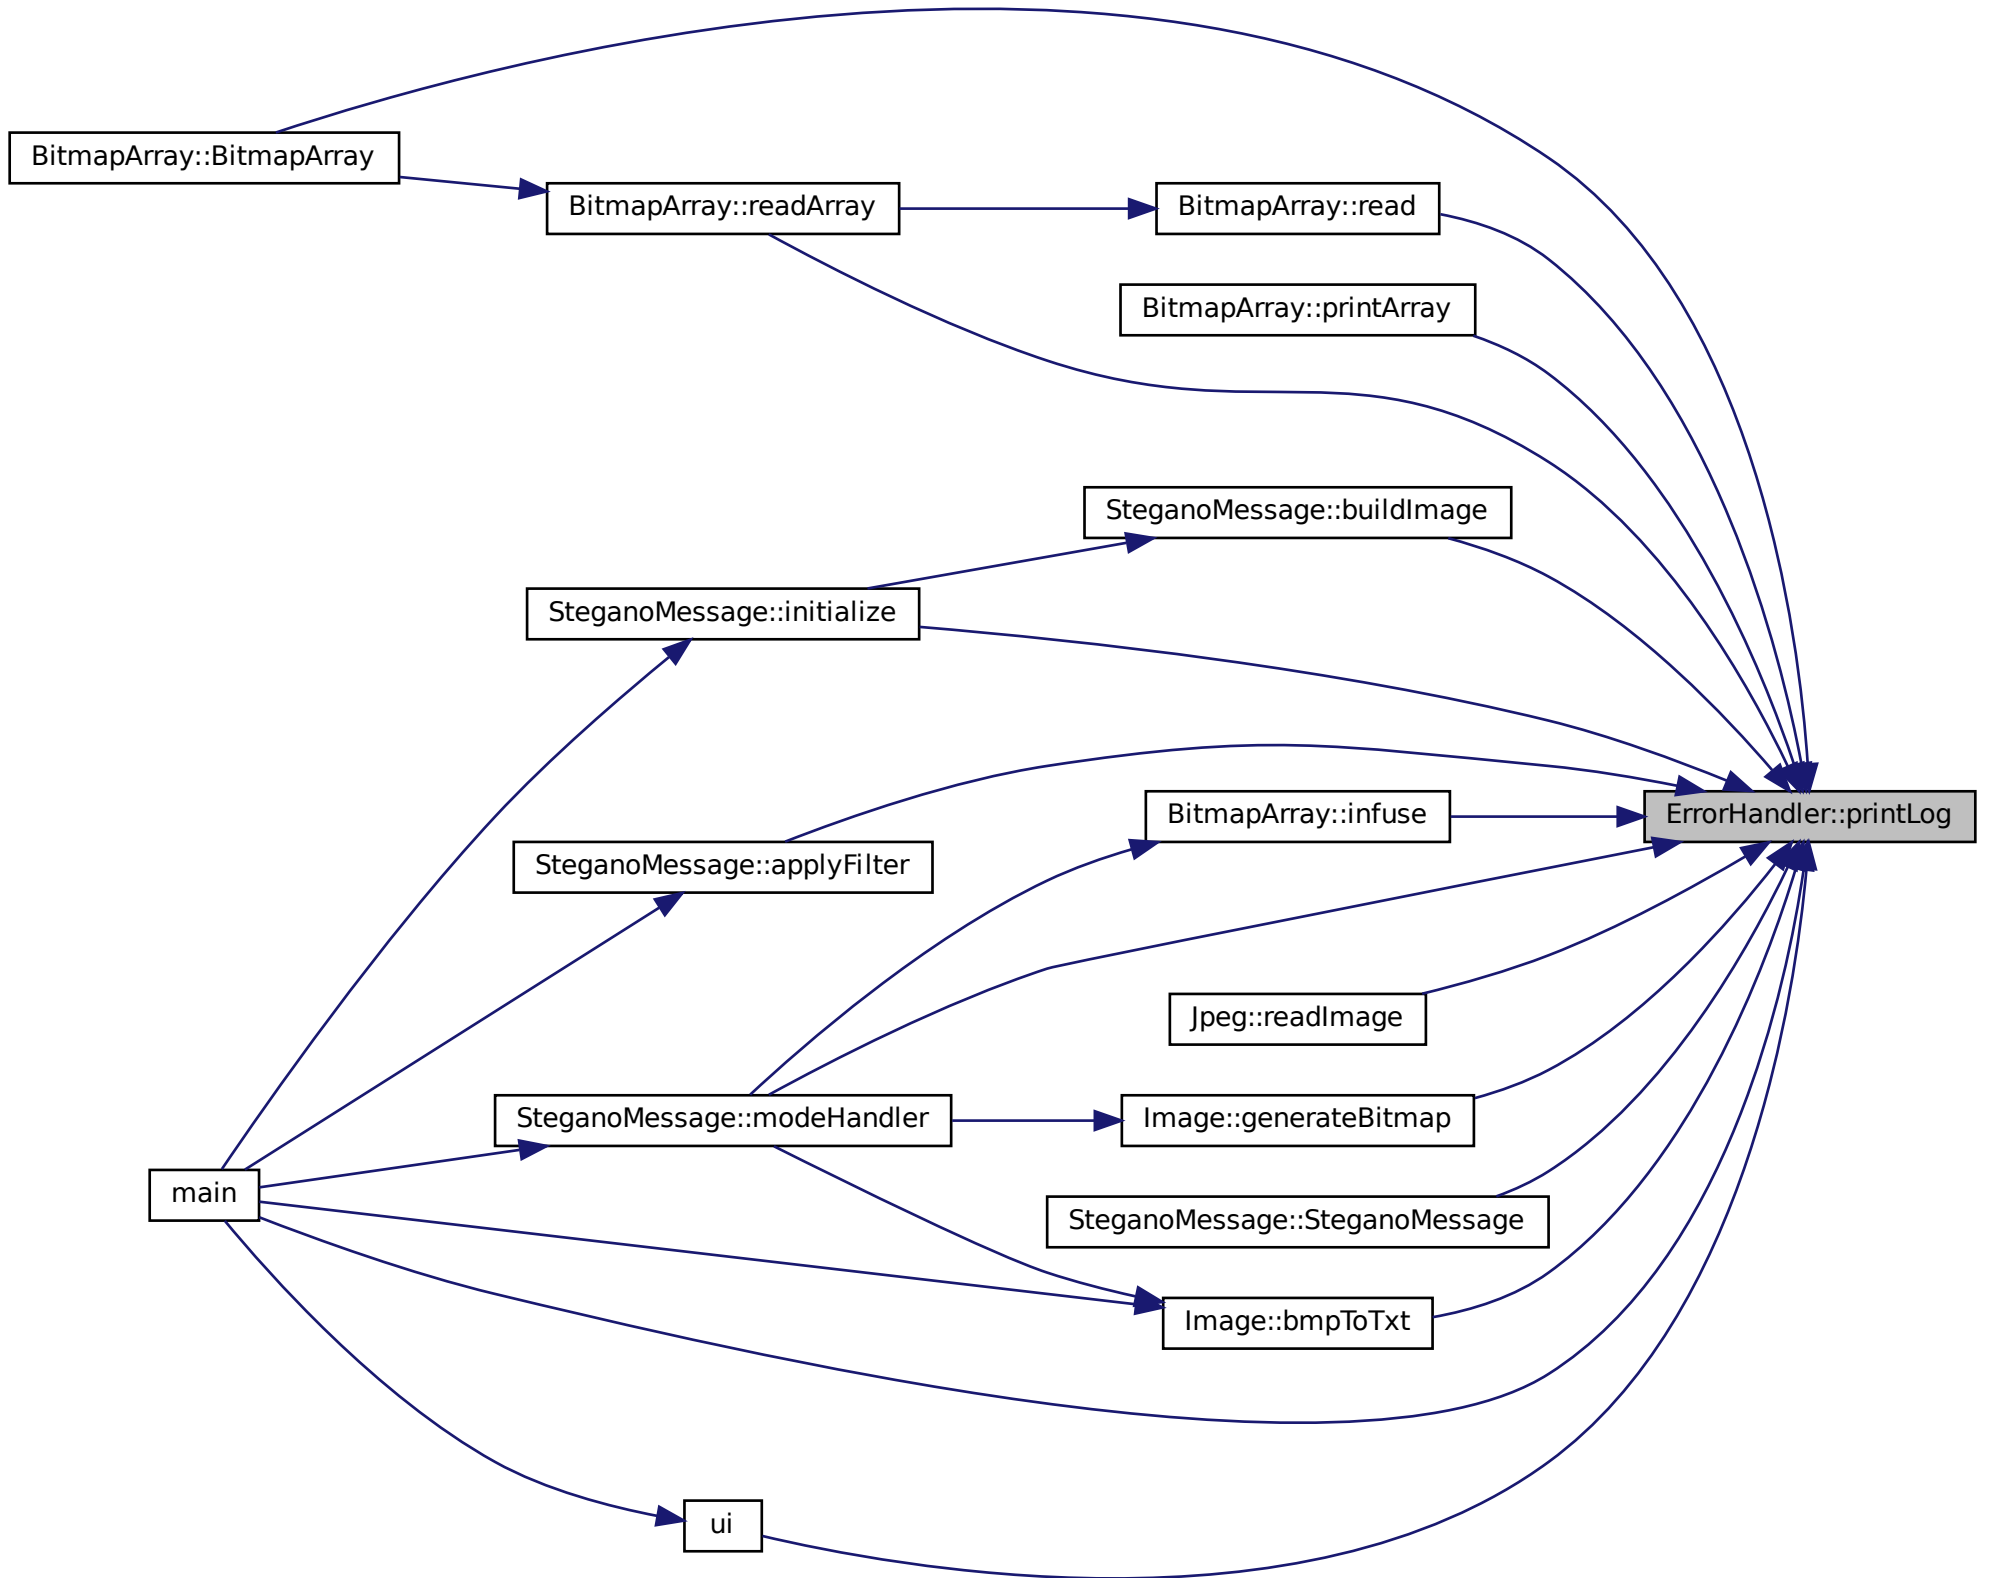 BitmapArray::BitmapArray
BitmapArray::readArray
BitmapArray::read
BitmapArray::printArray
SteganoMessage::buildImage
SteganoMessage::initialize
ErrorHandler::printLog
BitmapArray::infuse
SteganoMessage::applyFilter
Jpeg::readImage
SteganoMessage::modeHandler
Image::generateBitmap
main
SteganoMessage::SteganoMessage
Image::bmpToTxt
ui